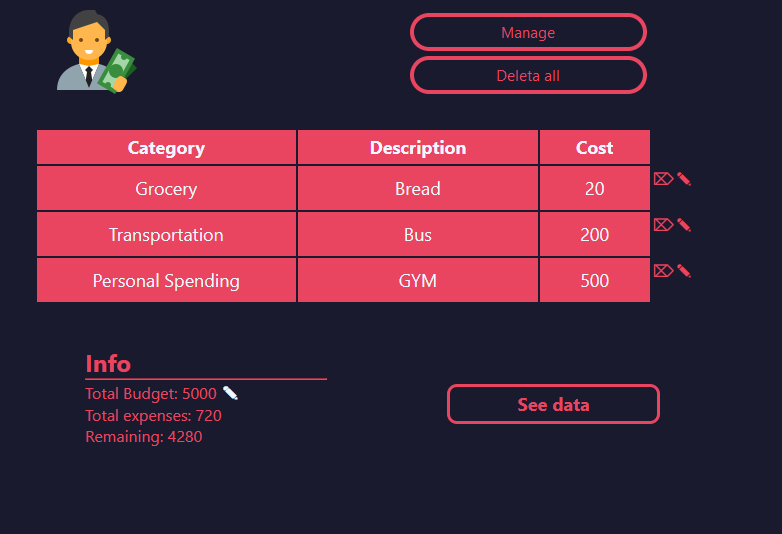 Manage
Deleta all
Category Description Cost
Grocery Bread 20
Transportation Bus 200
Personal Spending GYM 500
Info
Total Budget: 5000
Total expenses: 720
Remaining: 4280
See data